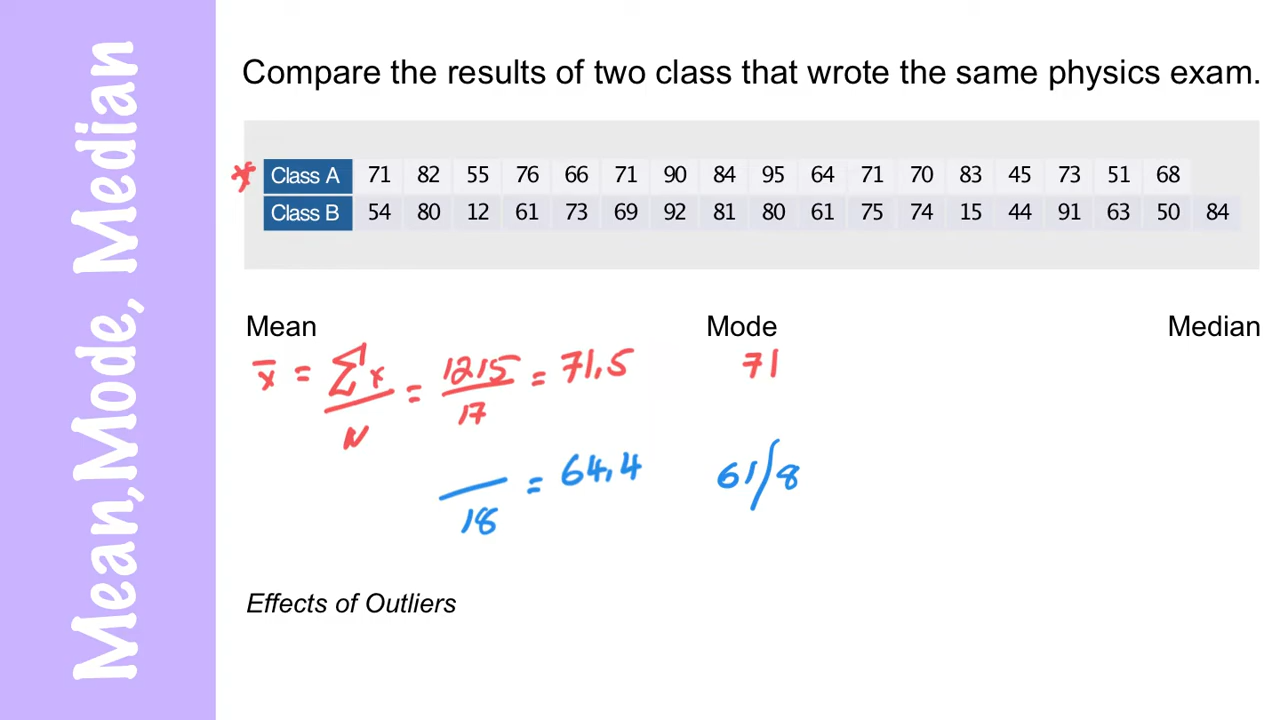 Mean, Mode, Median
Compare the results of two class that wrote the same physics exam.
Class A 71 82 55 76 66 71 90 84 95 64 71 70 83 45 73 51 68
Class B 54 80 12 61 73 69 92 81 80 61 75 74 15 44 91 63 50 84
Mean Mode Median
x̄ = ∑x/N = 1215/17 = 71,5 71
/18 = 64,4 61/8
Effects of Outliers